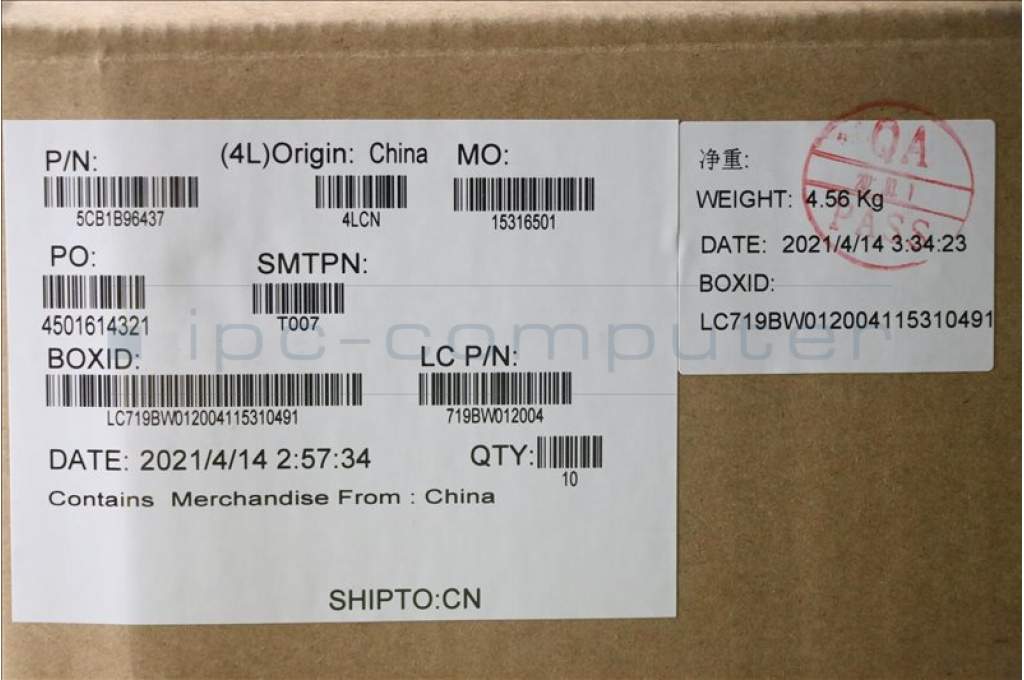 P/N: (4L)Origin: China MO:
5CB1B96437 4LCN 15316501
PO: SMTPN:
4501614321 T007
BOXID: LC P/N:
LC719BW012004115310491 719BW012004
DATE: 2021/4/14 2:57:34 QTY:
10
Contains Merchandise From : China
SHIPTO:CN
净重:
WEIGHT: 4.56 Kg
DATE: 2021/4/14 3:34:23
BOXID:
LC719BW012004115310491
QA
PASS
ipc-computer